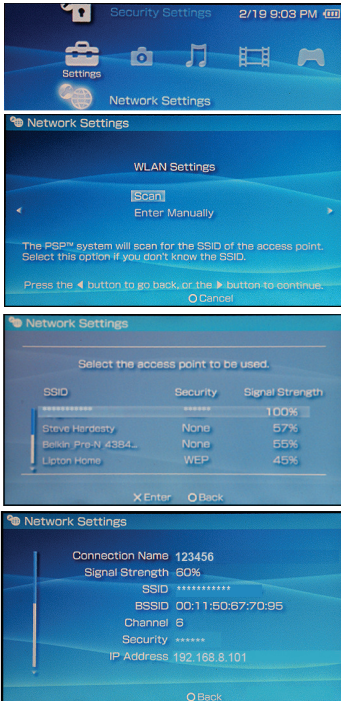 Security Settings 2/19 9:03 PM
Settings
Network Settings
Network Settings
WLAN Settings
Scan
Enter Manually
The PSP™ system will scan for the SSID of the access point.
Select this option if you don't know the SSID.
Press the ◀ button to go back, or the ▶ button to continue.
O Cancel
Network Settings
Select the access point to be used.
SSID Security Signal Strength
*********** ****** 100%
Steve Hardesty None 57%
Belkin_Pro-N_4384... None 55%
Lipton Home WEP 45%
X Enter O Back
Network Settings
Connection Name 123456
Signal Strength 60%
SSID ***********
BSSID 00:11:50:67:70:95
Channel 6
Security ******
IP Address 192.168.8.101
O Back